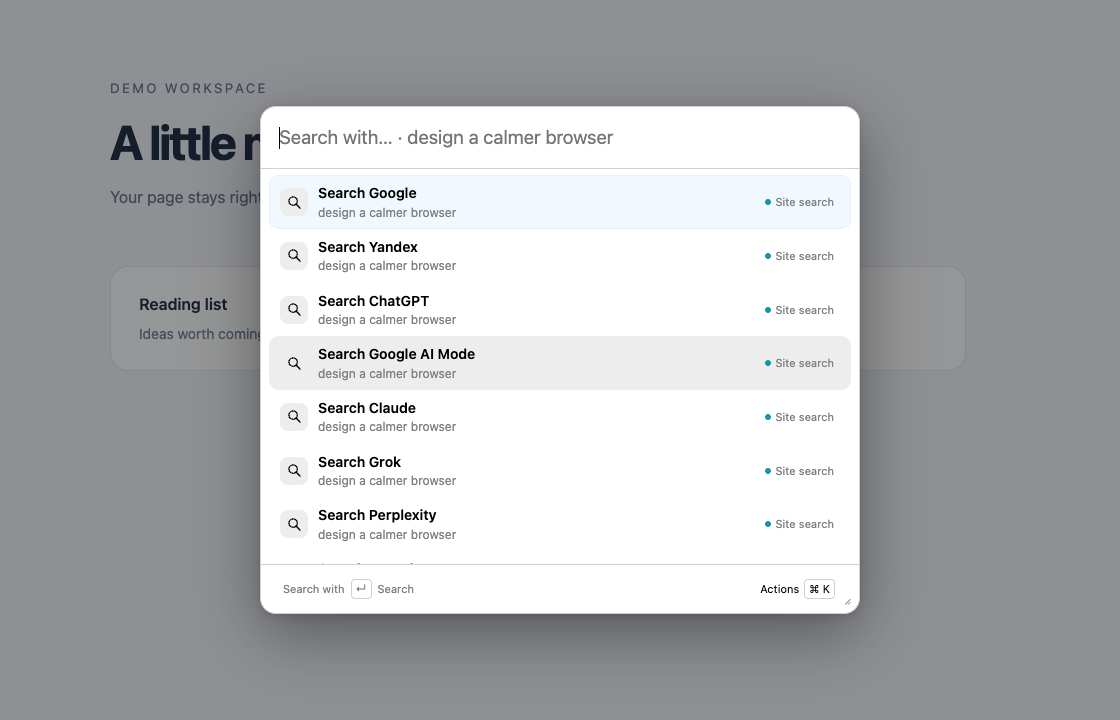 DEMO WORKSPACE
A little
Your page stays right
Search with... · design a calmer browser
Reading list
Ideas worth coming
Search Google
design a calmer browser
Site search
Search Yandex
design a calmer browser
Site search
Search ChatGPT
design a calmer browser
Site search
Search Google AI Mode
design a calmer browser
Site search
Search Claude
design a calmer browser
Site search
Search Grok
design a calmer browser
Site search
Search Perplexity
design a calmer browser
Site search
Search with ↵ Search
Actions ⌘ K